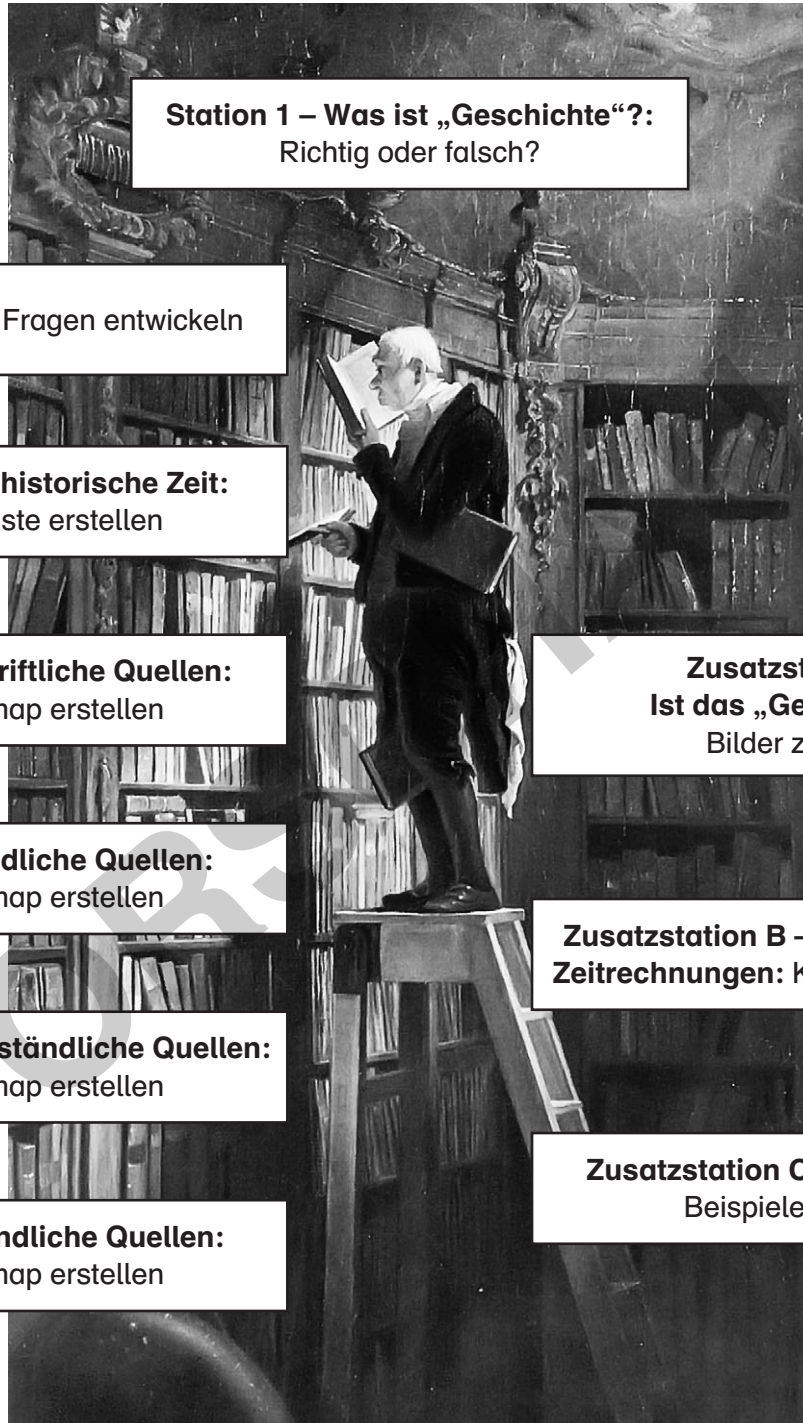 Station 1 – Was ist „Geschichte“?:
Richtig oder falsch?
Fragen entwickeln
historische Zeit:
ste erstellen
riftliche Quellen:
nap erstellen
Zusatzst
Ist das „Ge
Bilder z
dliche Quellen:
nap erstellen
Zusatzstation B –
Zeitrechnungen: K
ständliche Quellen:
nap erstellen
Zusatzstation C
Beispiele
ndliche Quellen:
nap erstellen